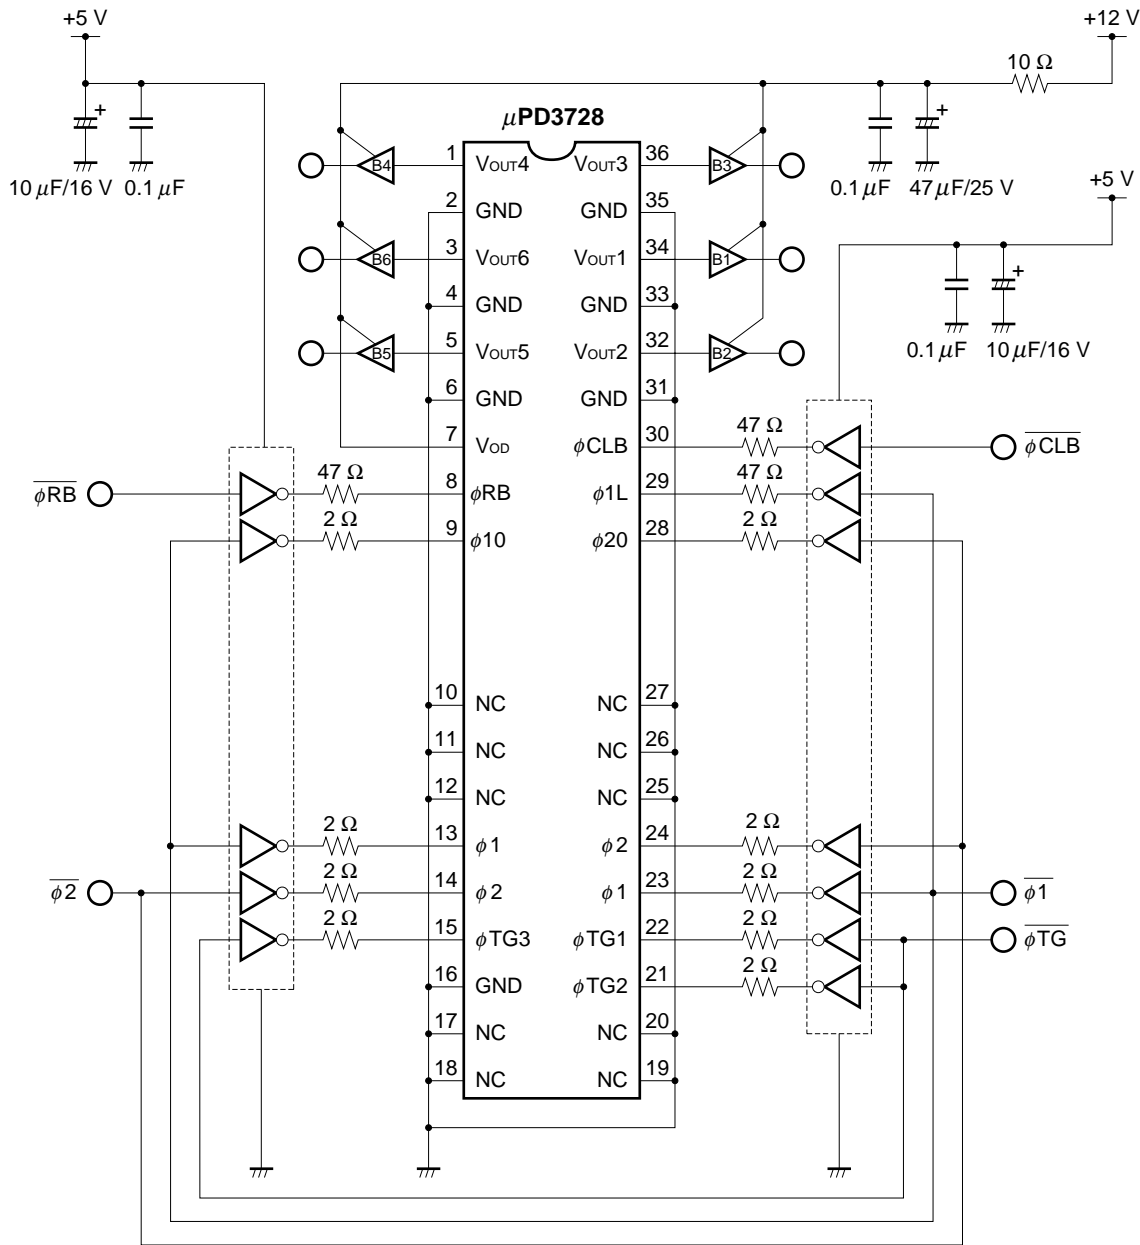 +5 V
+12 V
10 Ω
μPD3728
10 μF/16 V 0.1 μF
0.1 μF 47 μF/25 V
+5 V
0.1 μF 10 μF/16 V
B4 1 VOUT4 VOUT3 36 B3
2 GND GND 35
B6 3 VOUT6 VOUT1 34 B1
4 GND GND 33
B5 5 VOUT5 VOUT2 32 B2
6 GND GND 31
7 VOD φCLB 30 47 Ω φCLB
φRB 47 Ω 8 φRB φ1L 29 47 Ω
2 Ω 9 φ10 φ20 28 2 Ω
10 NC NC 27
11 NC NC 26
12 NC NC 25
2 Ω 13 φ1 φ2 24 2 Ω
φ2 2 Ω 14 φ2 φ1 23 2 Ω φ1
2 Ω 15 φTG3 φTG1 22 2 Ω φTG
16 GND φTG2 21 2 Ω
17 NC NC 20
18 NC NC 19